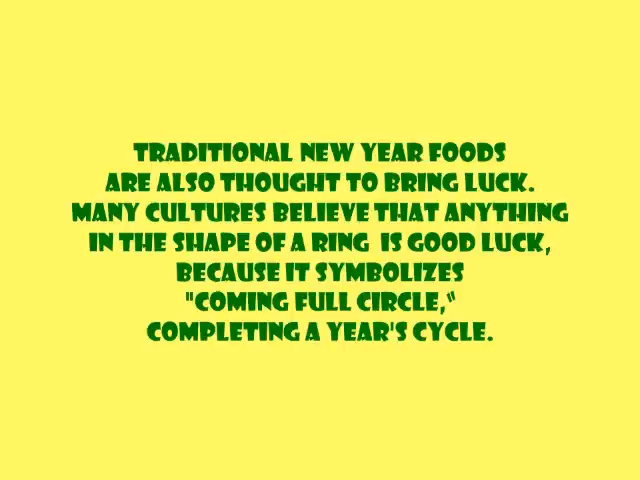 TRADITIONAL NEW YEAR FOODS
ARE ALSO THOUGHT TO BRING LUCK.
MANY CULTURES BELIEVE THAT ANYTHING
IN THE SHAPE OF A RING  IS GOOD LUCK,
BECAUSE IT SYMBOLIZES
"COMING FULL CIRCLE,“
COMPLETING A YEAR'S CYCLE.